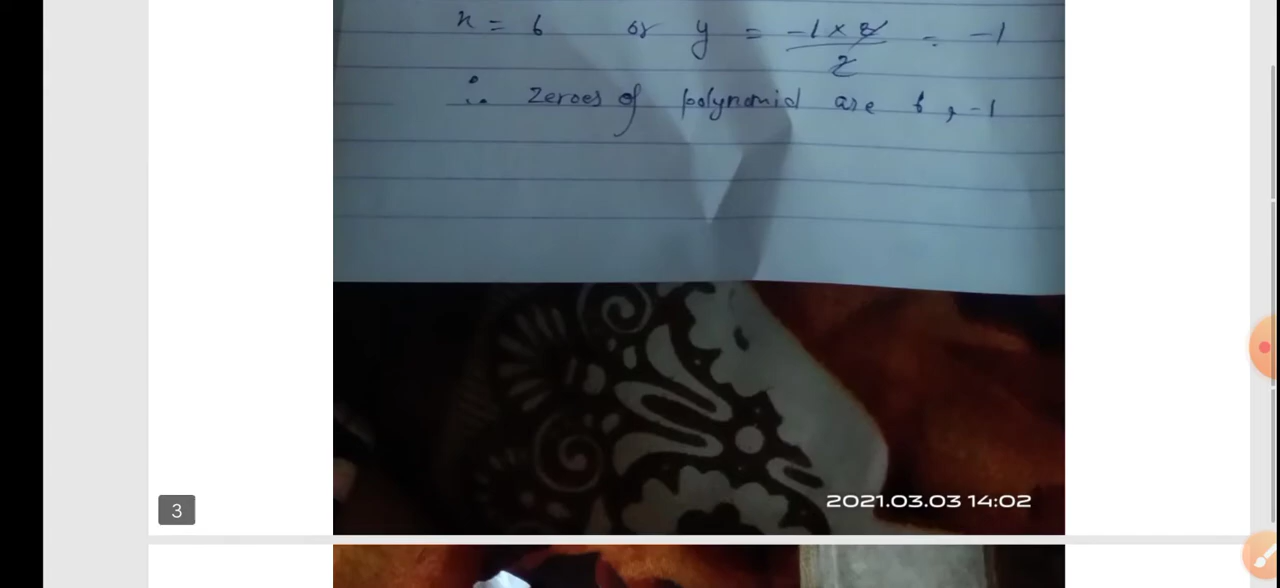 x = 6 or y = -1 × 2 / 2 = -1
∴ zeroes of polynomial are 6, -1
2021.03.03 14:02
3